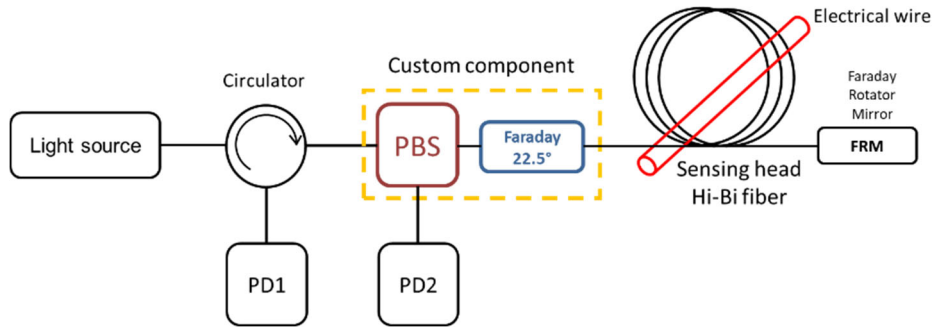 Electrical wire
Circulator
Custom component
Faraday
Rotator
Mirror
Light source
PBS
Faraday
22.5°
FRM
Sensing head
Hi-Bi fiber
PD1
PD2